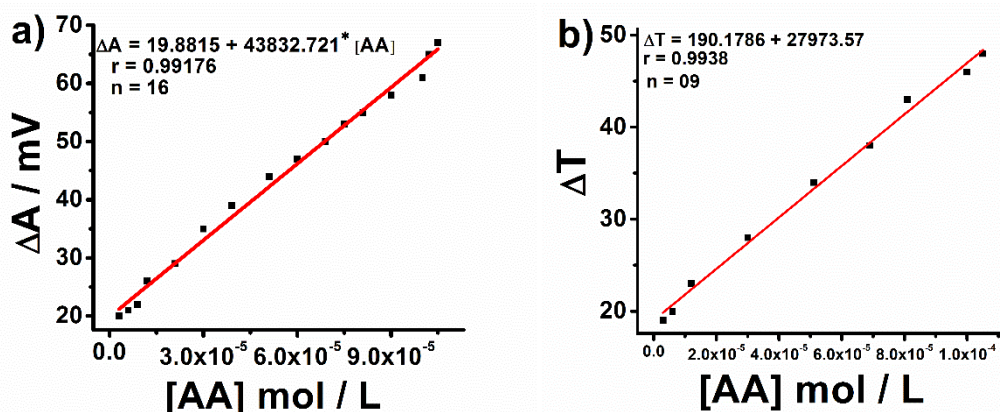 a)
ΔA = 19.8815 + 43832.721* [AA]
r = 0.99176
n = 16
70
60
50
40
30
20
ΔA / mV
0.0 3.0x10⁻⁵ 6.0x10⁻⁵ 9.0x10⁻⁵
[AA] mol / L
b)
ΔT = 190.1786 + 27973.57
r = 0.9938
n = 09
50
40
30
20
ΔT
0.0 2.0x10⁻⁵ 4.0x10⁻⁵ 6.0x10⁻⁵ 8.0x10⁻⁵ 1.0x10⁻⁴
[AA] mol / L